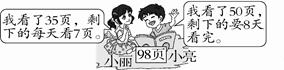 我看了35页，剩
下的每天看7页。
我看了50页，
剩下的要8天
看完。
98页
小丽
小亮